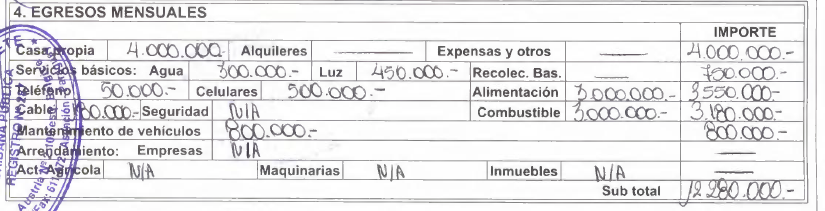 4. EGRESOS MENSUALES
IMPORTE
Casa propia 4.000.000.- Alquileres —— Expensas y otros —— 4.000.000.-
Servicios básicos: Agua 300.000.- Luz 450.000.- Recolec. Bas. —— 750.000.-
Teléfono 50.000.- Celulares 500.000.- Alimentación 3.000.000.- 3.550.000.-
Cable 180.000.- Seguridad N/A Combustible 3.000.000.- 3.180.000.-
Mantenimiento de vehículos 800.000.- 800.000.-
Arrendamiento: Empresas N/A ——
Act. Agrícola N/A Maquinarias N/A Inmuebles N/A ——
Sub total 12.280.000.-